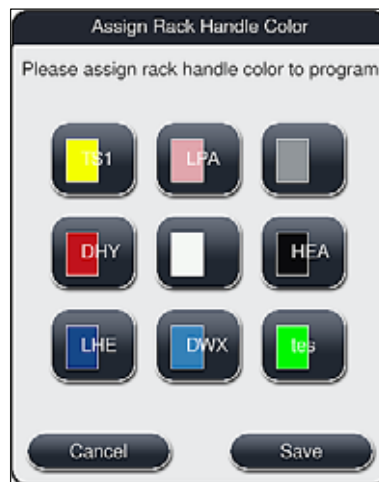 Assign Rack Handle Color
Please assign rack handle color to program
TS1 LPA
DHY HEA
LHE DWX tes
Cancel Save